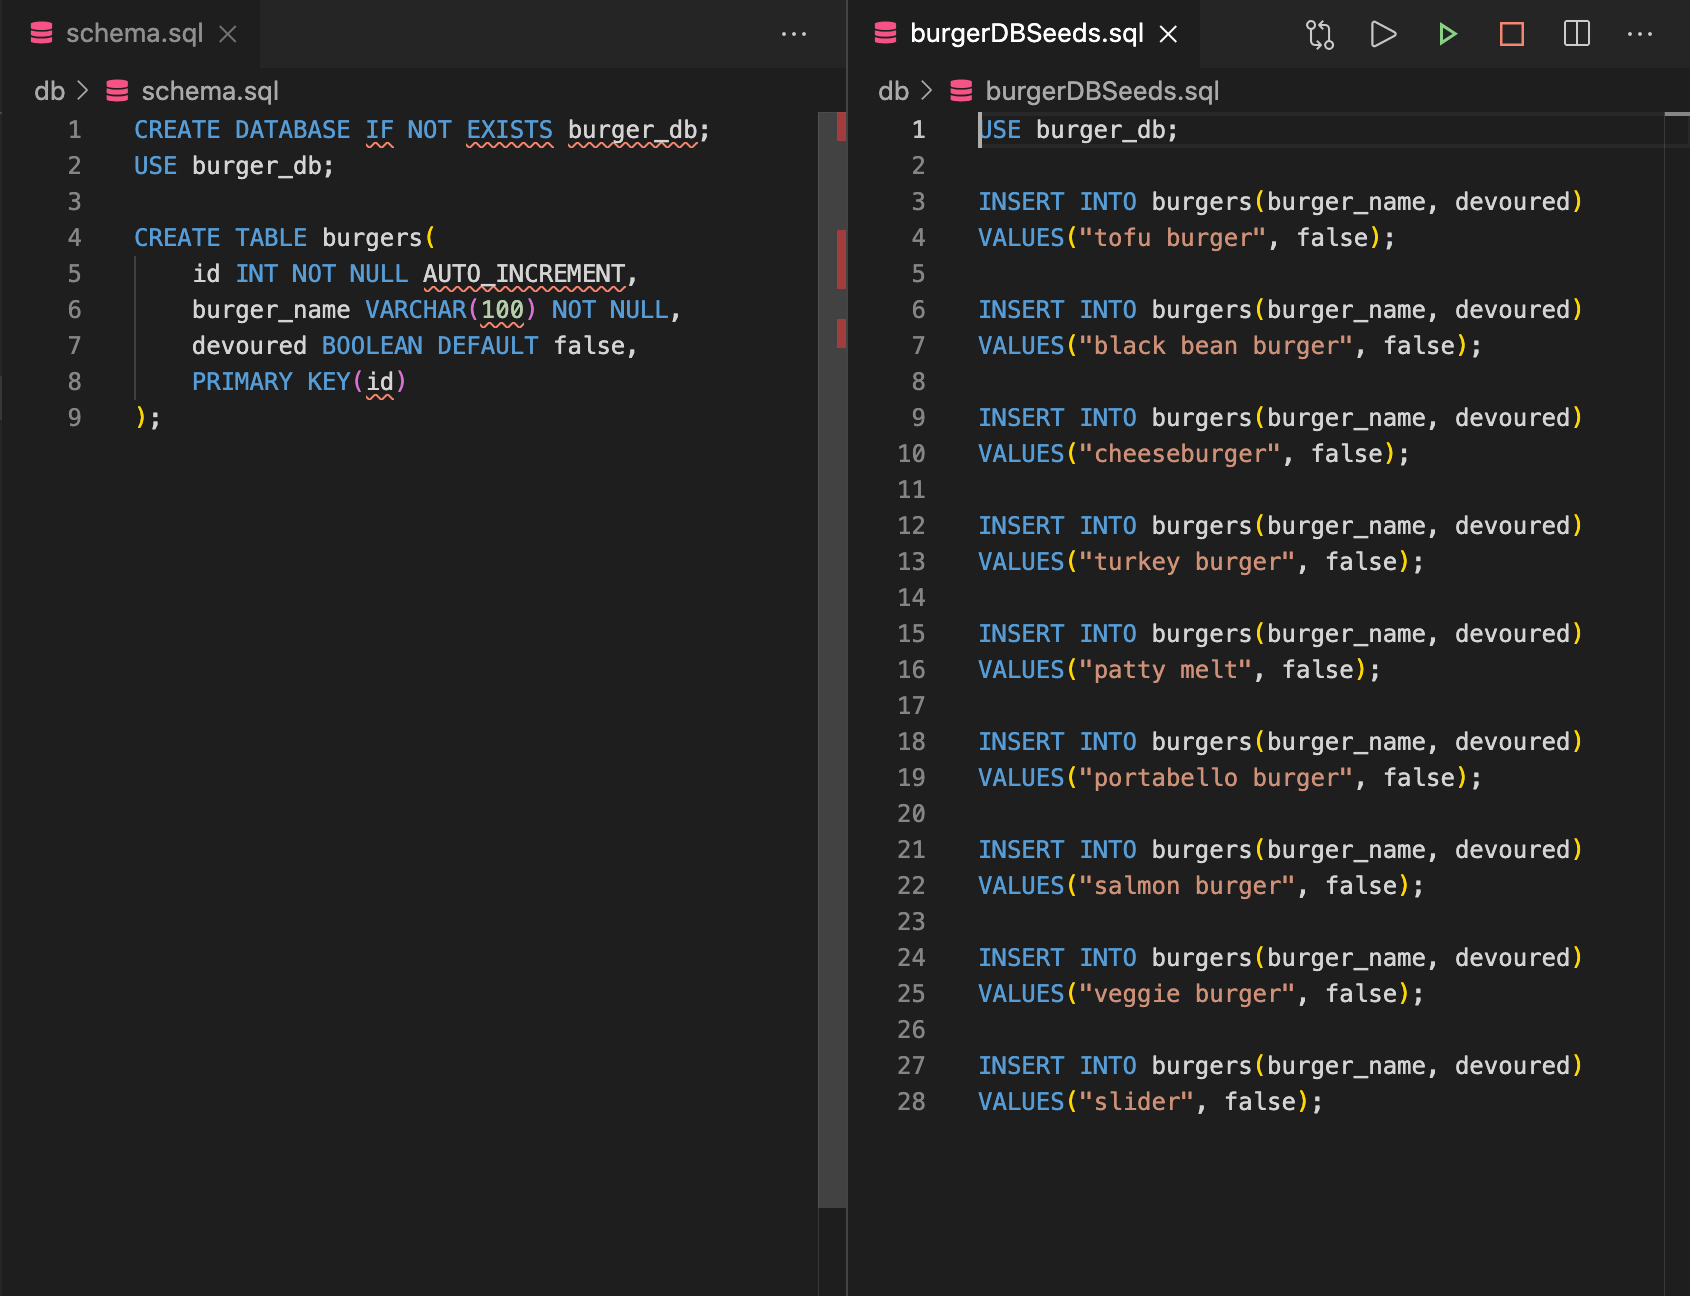 schema.sql
db > schema.sql
1 CREATE DATABASE IF NOT EXISTS burger_db;
2 USE burger_db;
3
4 CREATE TABLE burgers(
5     id INT NOT NULL AUTO_INCREMENT,
6     burger_name VARCHAR(100) NOT NULL,
7     devoured BOOLEAN DEFAULT false,
8     PRIMARY KEY(id)
9 );
burgerDBSeeds.sql
db > burgerDBSeeds.sql
1 USE burger_db;
2
3 INSERT INTO burgers(burger_name, devoured)
4 VALUES("tofu burger", false);
5
6 INSERT INTO burgers(burger_name, devoured)
7 VALUES("black bean burger", false);
8
9 INSERT INTO burgers(burger_name, devoured)
10 VALUES("cheeseburger", false);
11
12 INSERT INTO burgers(burger_name, devoured)
13 VALUES("turkey burger", false);
14
15 INSERT INTO burgers(burger_name, devoured)
16 VALUES("patty melt", false);
17
18 INSERT INTO burgers(burger_name, devoured)
19 VALUES("portabello burger", false);
20
21 INSERT INTO burgers(burger_name, devoured)
22 VALUES("salmon burger", false);
23
24 INSERT INTO burgers(burger_name, devoured)
25 VALUES("veggie burger", false);
26
27 INSERT INTO burgers(burger_name, devoured)
28 VALUES("slider", false);